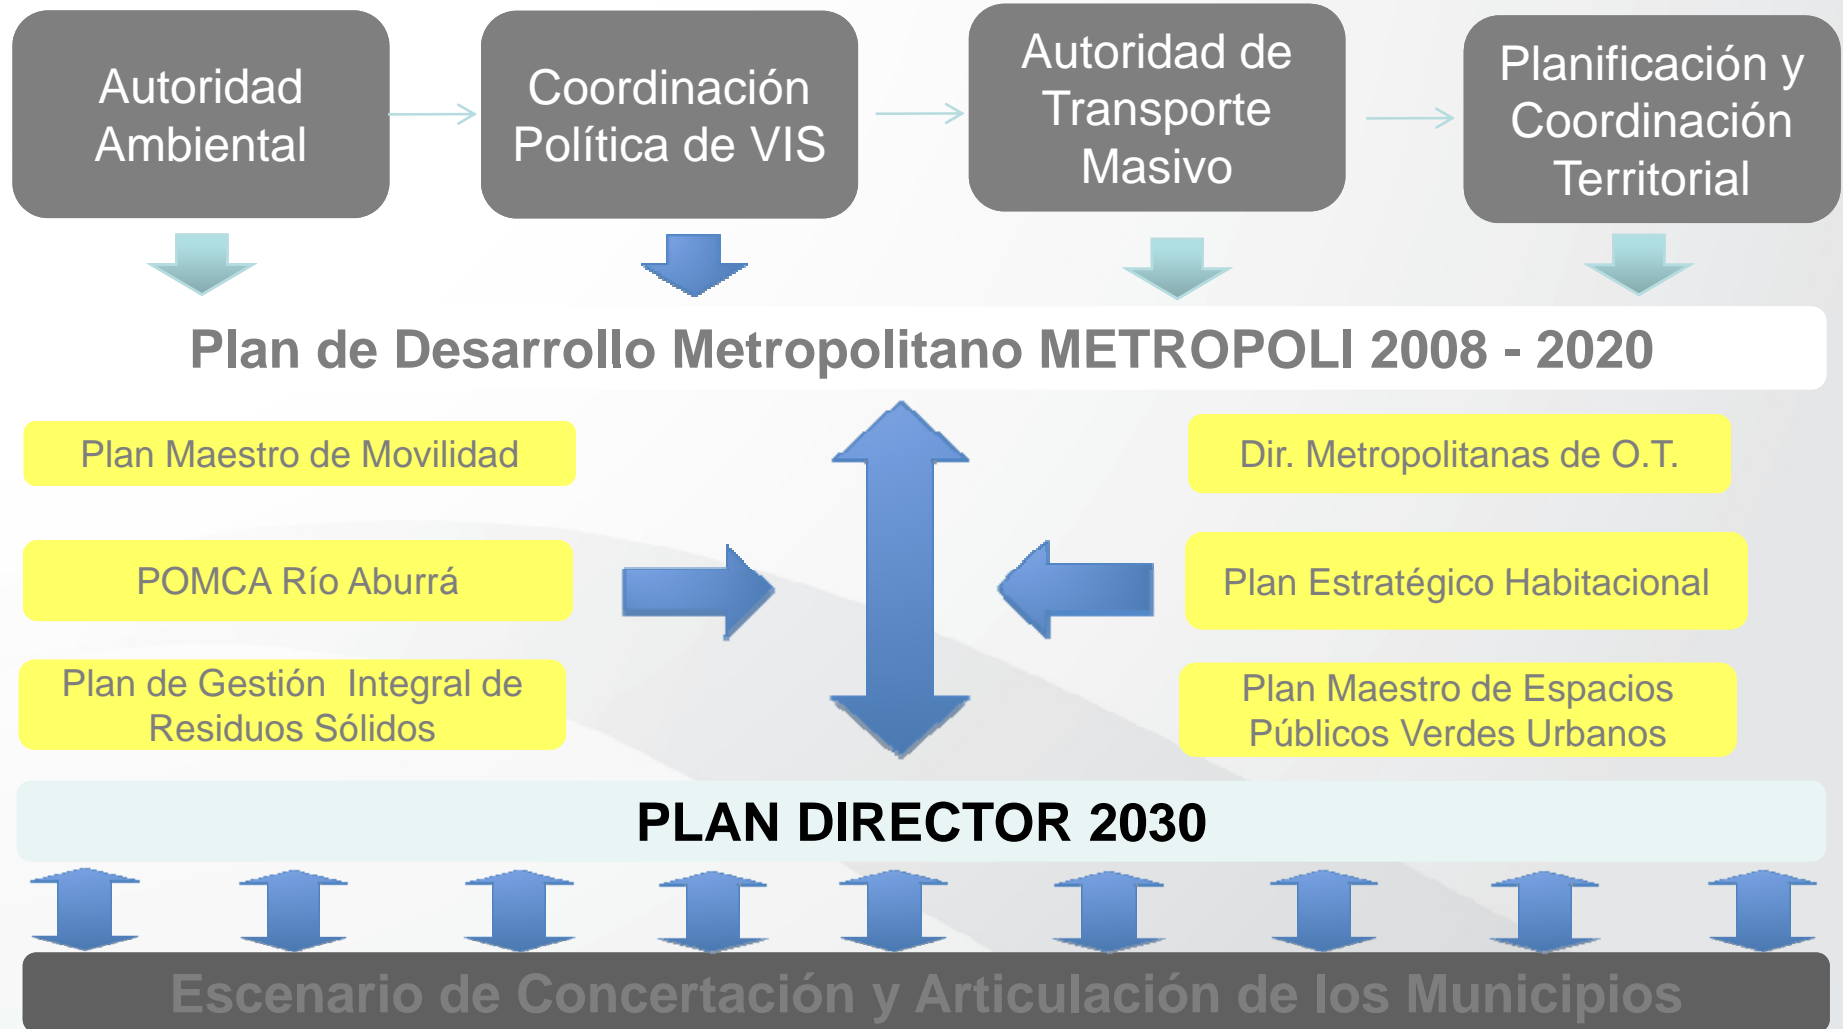 Autoridad
Ambiental
Coordinación
Política de VIS
Autoridad de
Transporte
Masivo
Planificación y
Coordinación
Territorial
Plan de Desarrollo Metropolitano METROPOLI 2008 - 2020
Plan Maestro de Movilidad
Dir. Metropolitanas de O.T.
POMCA Río Aburrá
Plan Estratégico Habitacional
Plan de Gestión Integral de
Residuos Sólidos
Plan Maestro de Espacios
Públicos Verdes Urbanos
PLAN DIRECTOR 2030
Escenario de Concertación y Articulación de los Municipios